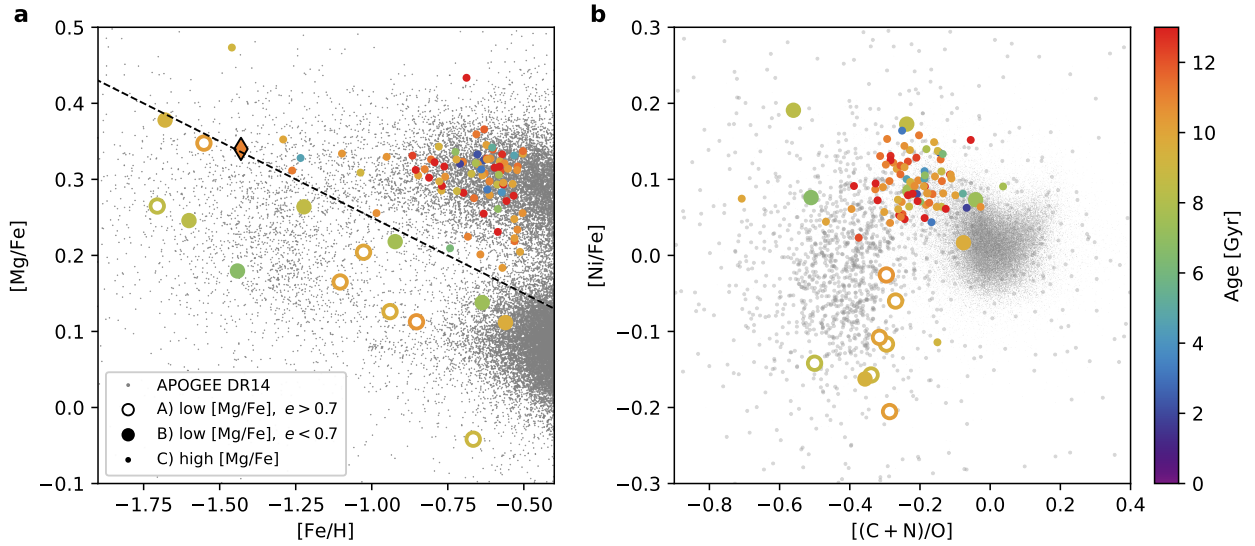 a
0.5
0.4
0.3
0.2
0.1
0.0
−0.1
[Mg/Fe]
−1.75 −1.50 −1.25 −1.00 −0.75 −0.50
[Fe/H]
APOGEE DR14
A) low [Mg/Fe], e > 0.7
B) low [Mg/Fe], e < 0.7
C) high [Mg/Fe]
b
0.3
0.2
0.1
0.0
−0.1
−0.2
−0.3
[Ni/Fe]
−0.8 −0.6 −0.4 −0.2 0.0 0.2 0.4
[(C + N)/O]
12
10
8
6
4
2
0
Age [Gyr]